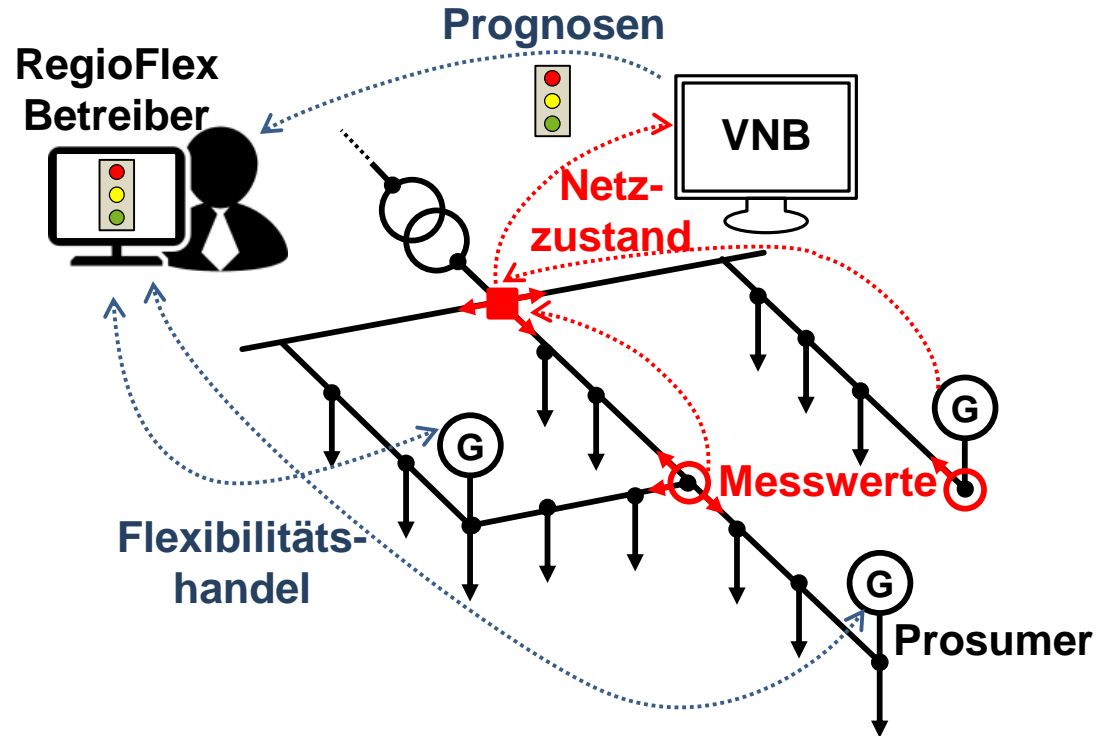 Prognosen
RegioFlex
Betreiber
VNB
Netz-
zustand
G
G
Messwerte
Flexibilitäts-
handel
G
Prosumer